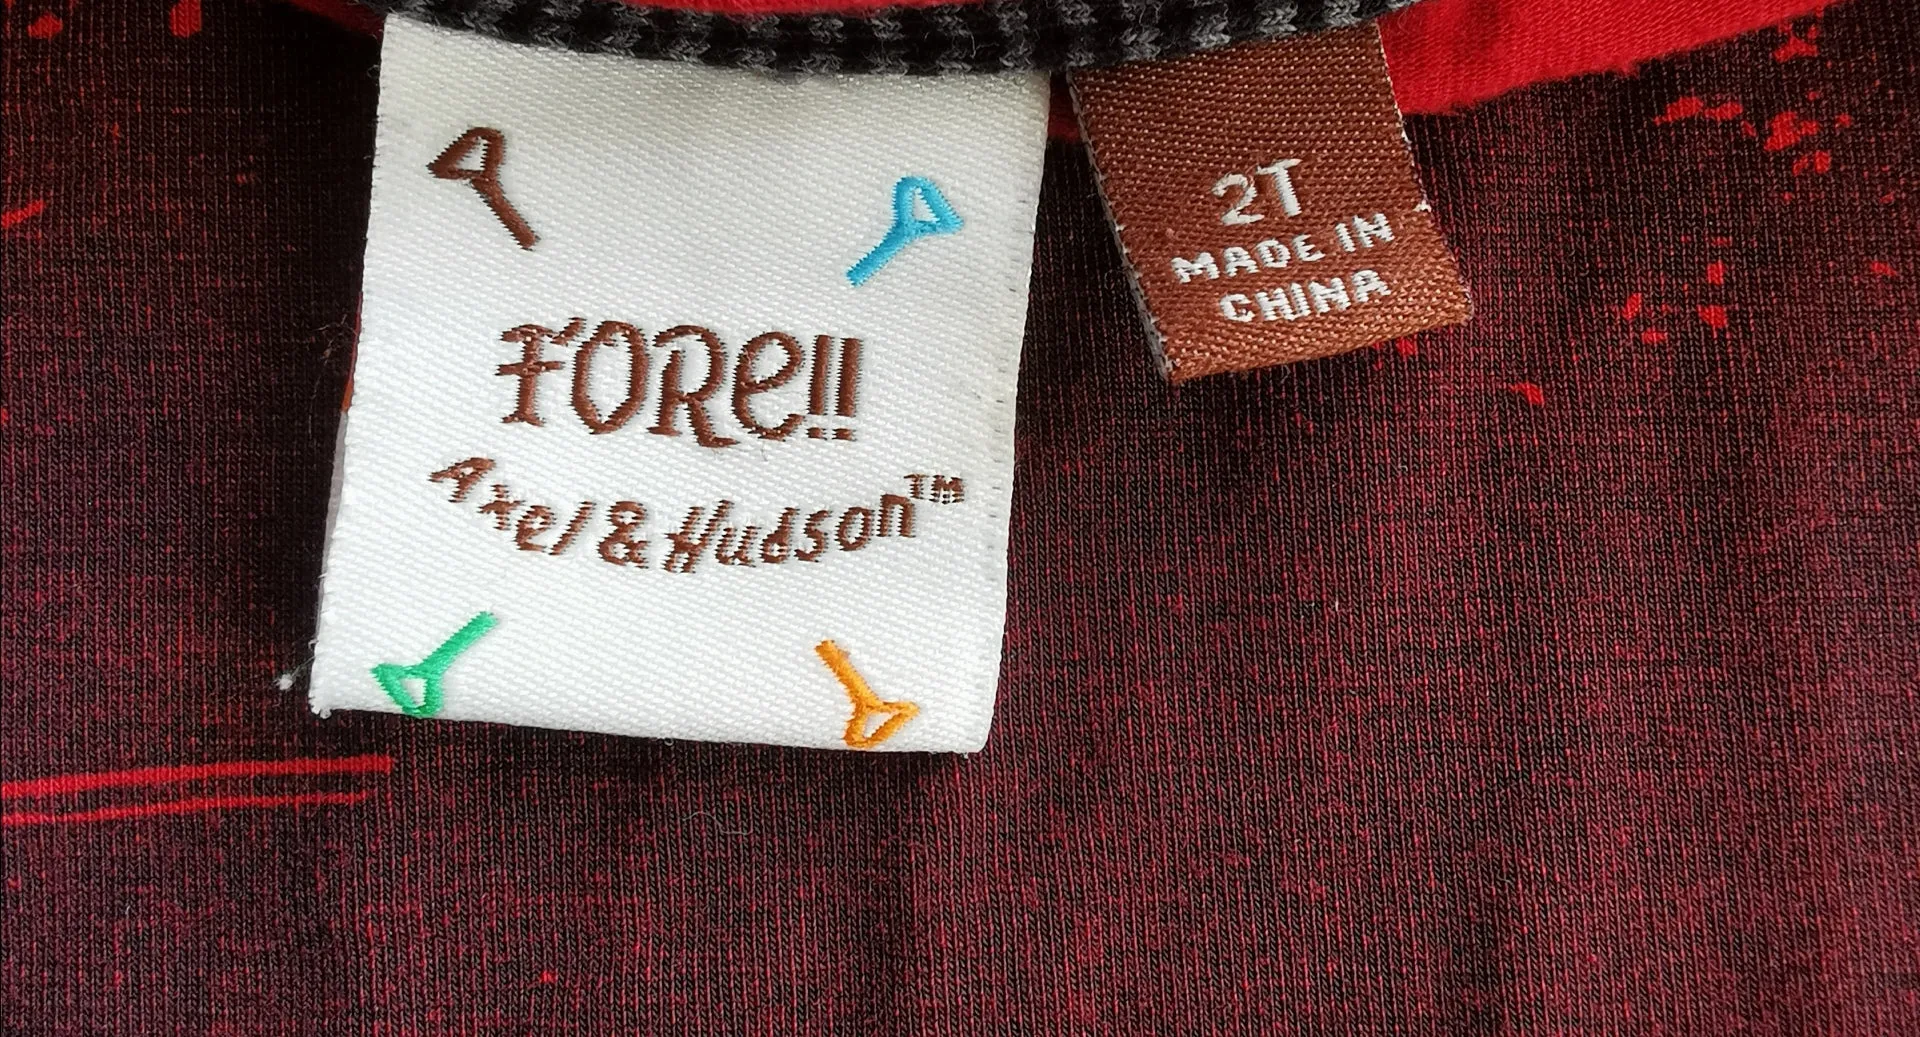 FORe!!
Axel & Hudson™
2T
MADE IN
CHINA